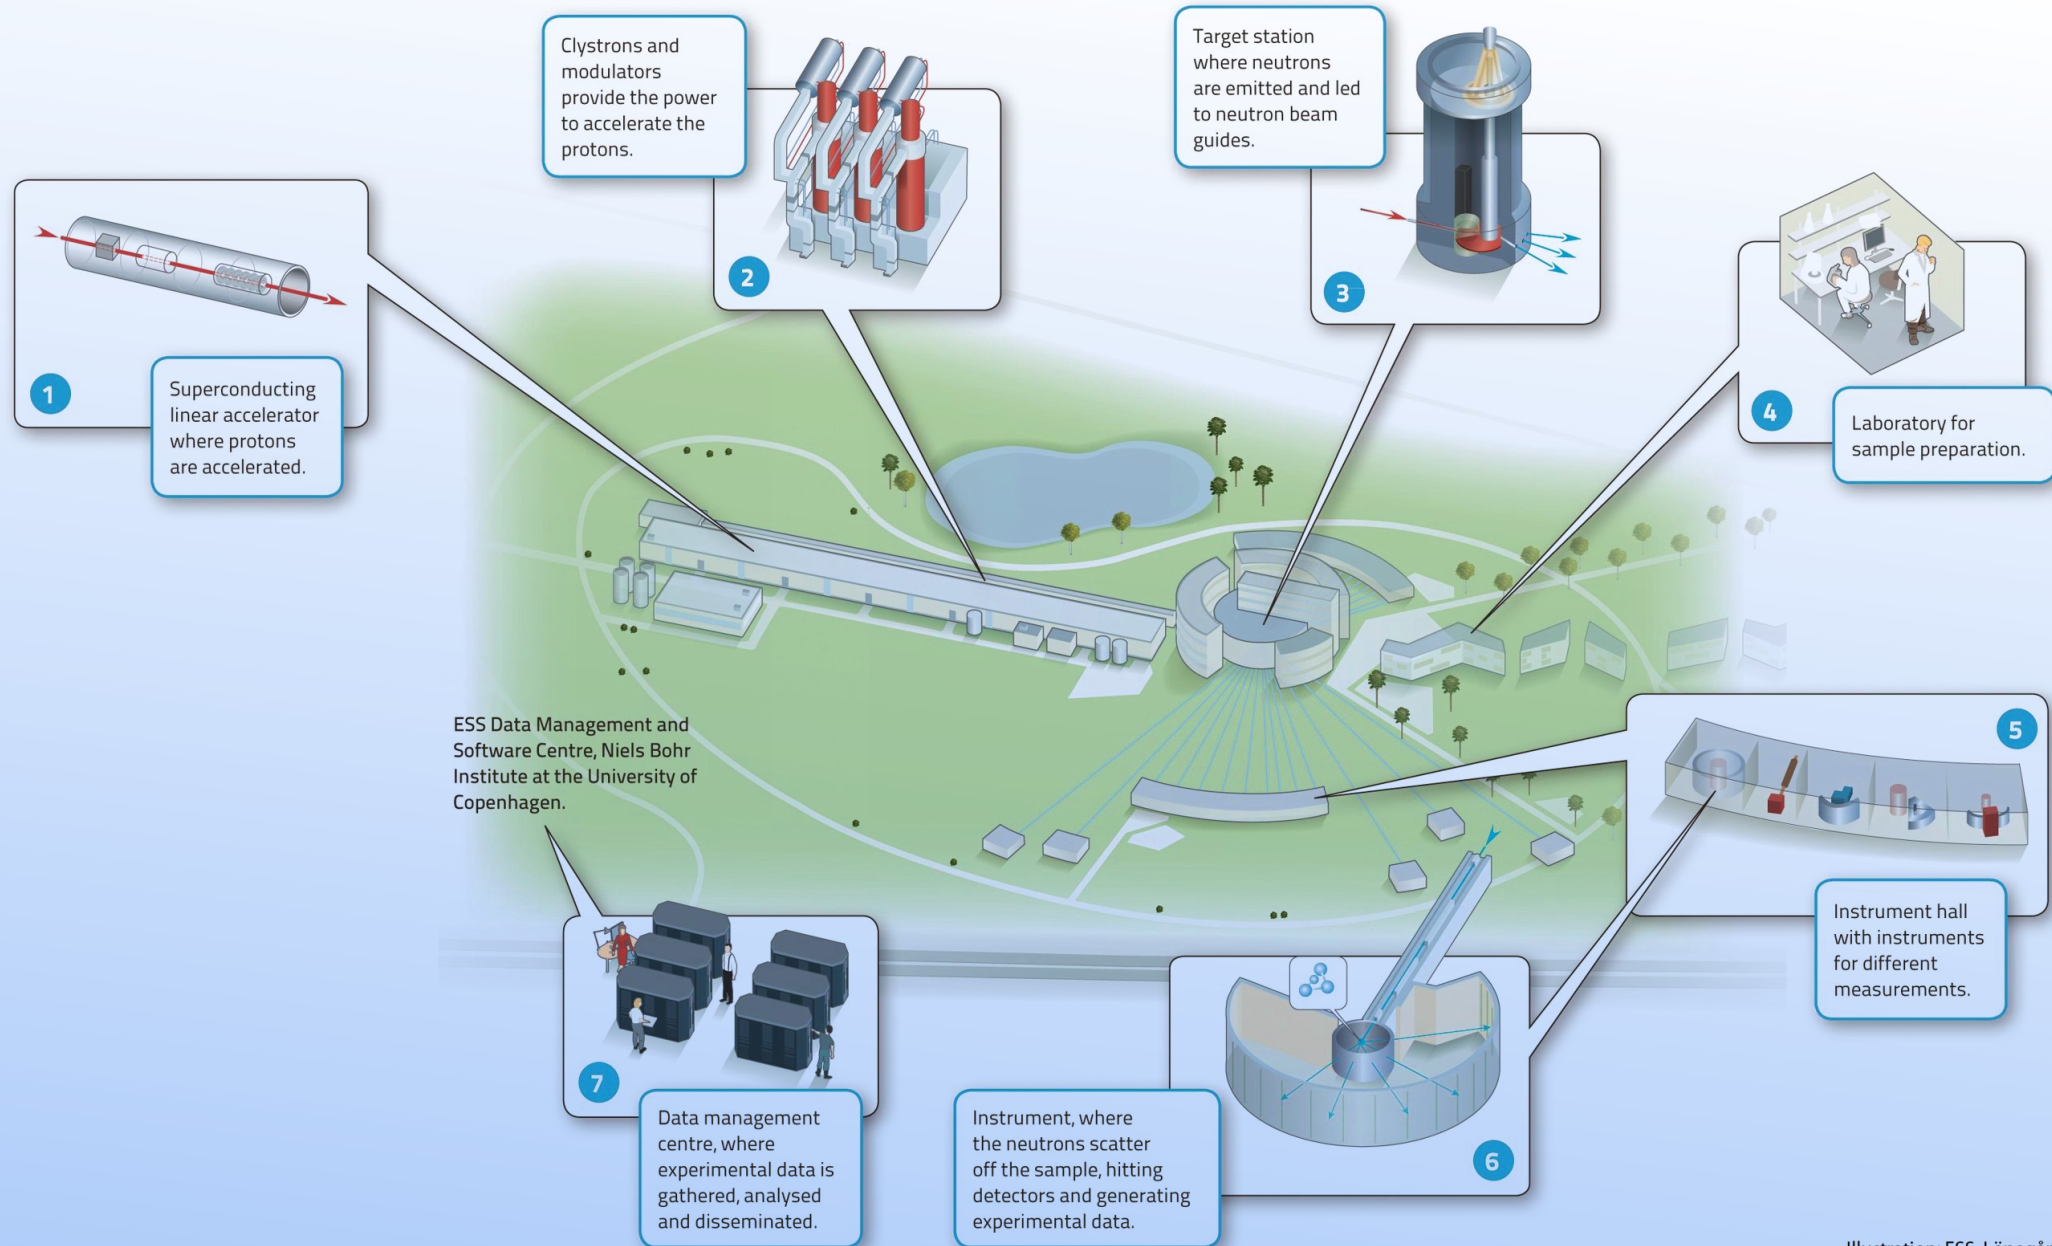 1
Superconducting
linear accelerator
where protons
are accelerated.
Clystrons and
modulators
provide the power
to accelerate the
protons.
2
Target station
where neutrons
are emitted and led
to neutron beam
guides.
3
4
Laboratory for
sample preparation.
5
Instrument hall
with instruments
for different
measurements.
6
Instrument, where
the neutrons scatter
off the sample, hitting
detectors and generating
experimental data.
ESS Data Management and
Software Centre, Niels Bohr
Institute at the University of
Copenhagen.
7
Data management
centre, where
experimental data is
gathered, analysed
and disseminated.
Illustration: ESS,